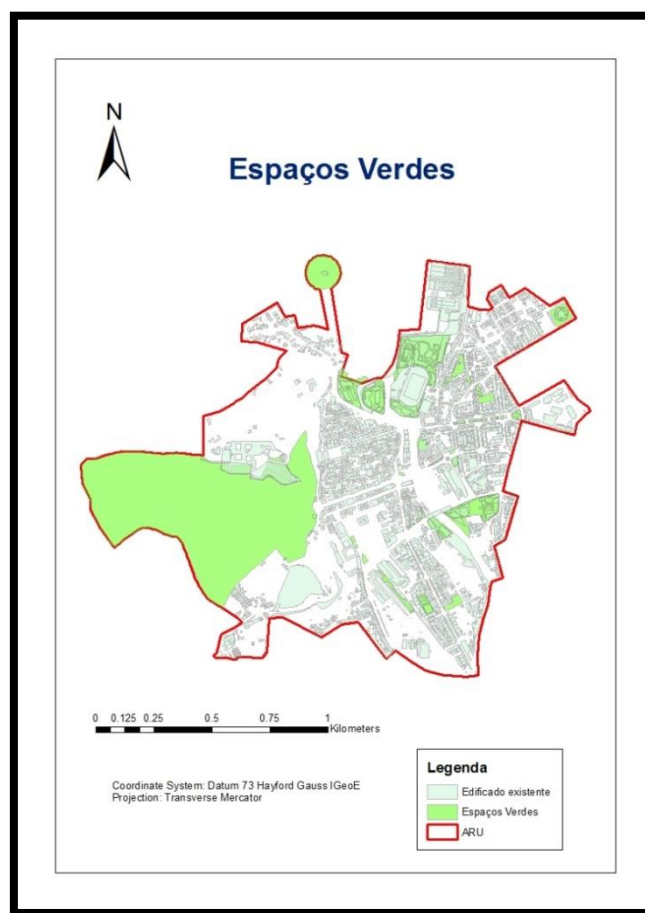 N
Espaços Verdes
0 0.125 0.25 0.5 0.75 1
Kilometers
Coordinate System: Datum 73 Hayford Gauss IGeoE
Projection: Transverse Mercator
Legenda
Edificado existente
Espaços Verdes
ARU